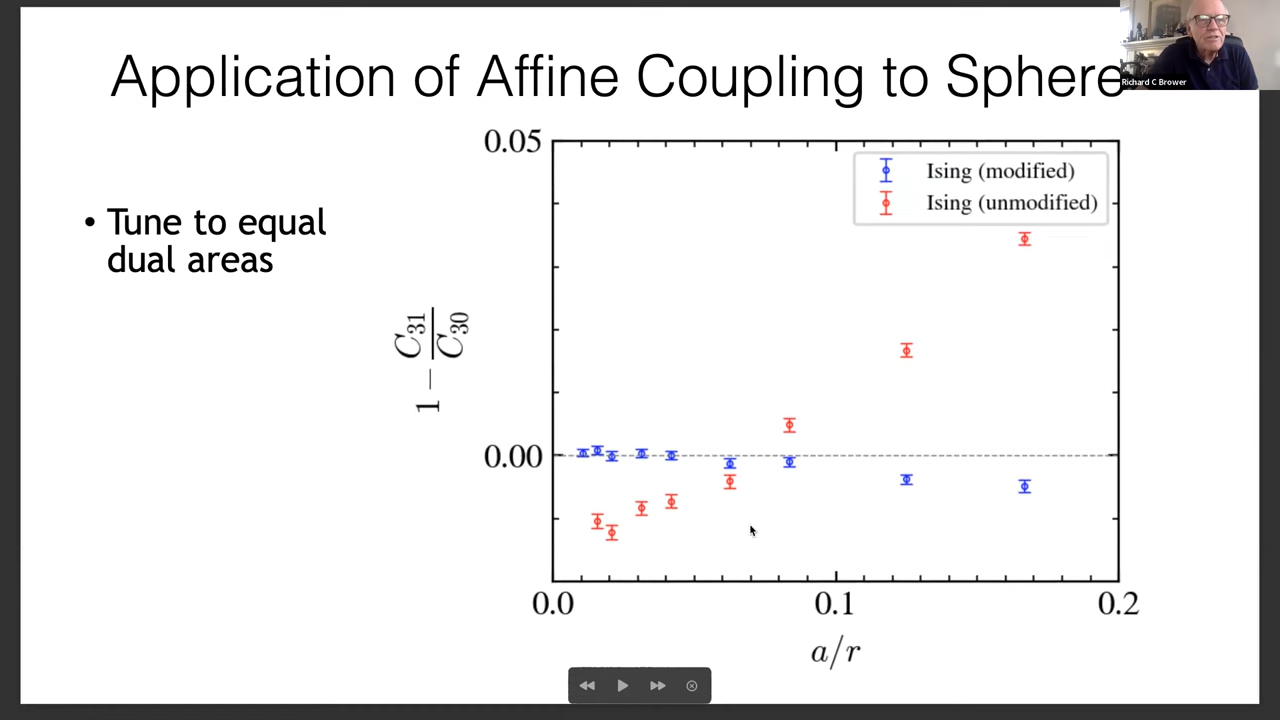 Application of Affine Coupling to Sphere
Richard C Brower
• Tune to equal
dual areas
1 − C31/C30
0.05
0.00
Ising (modified)
Ising (unmodified)
0.0
0.1
0.2
a/r